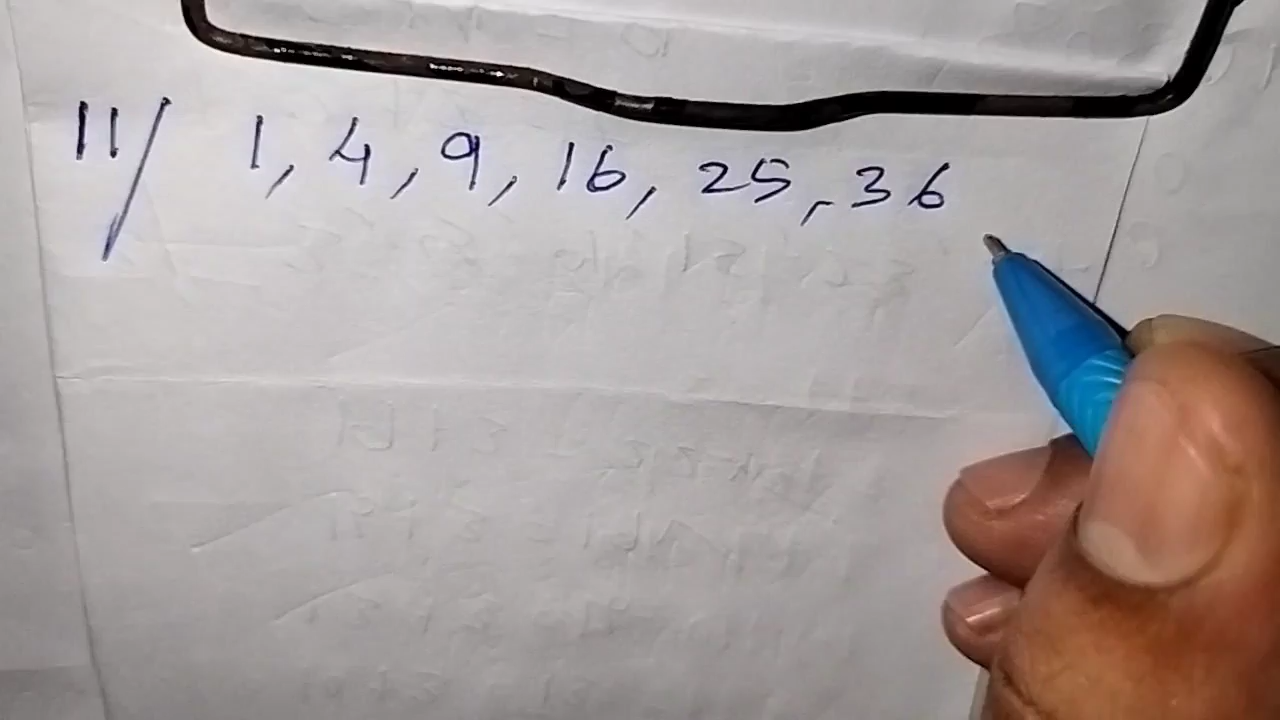 11/ 1, 4, 9, 16, 25, 36